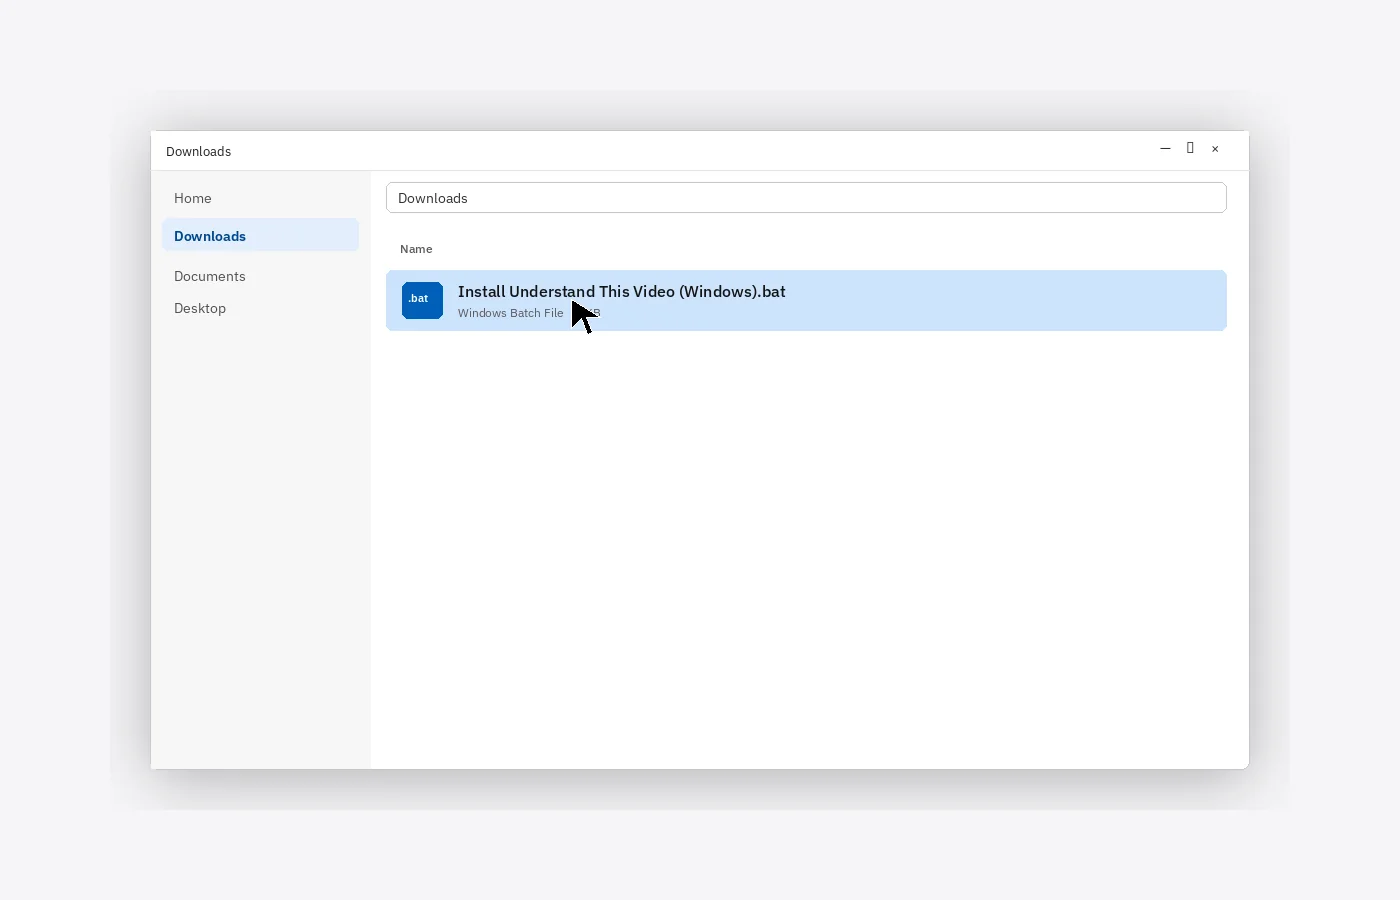 Downloads
Home
Downloads
Documents
Desktop
Downloads
Name
.bat
Install Understand This Video (Windows).bat
Windows Batch File